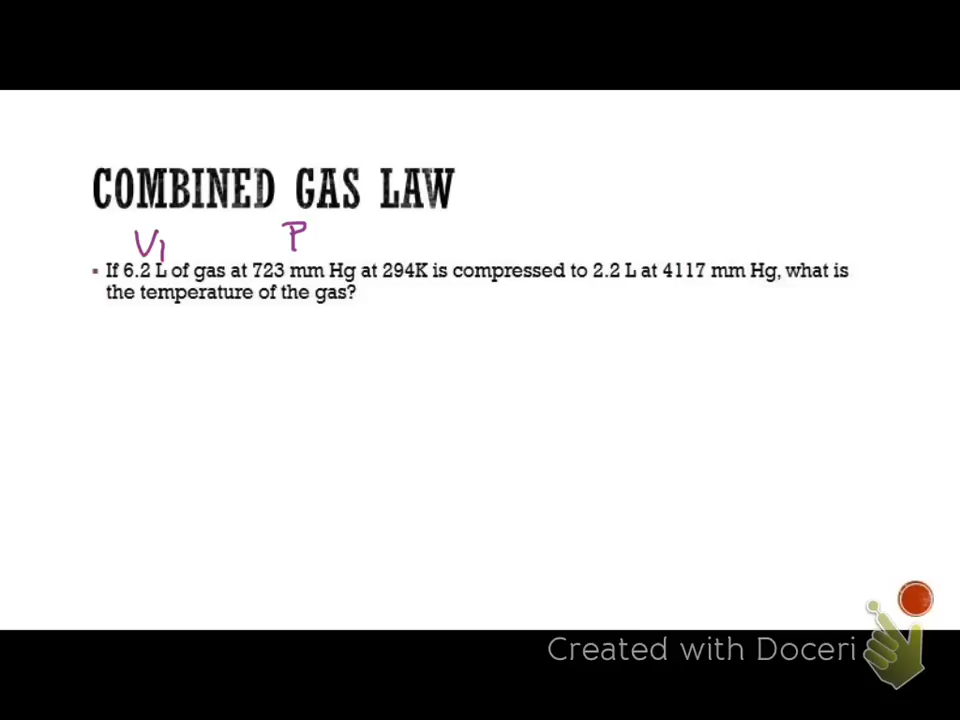 COMBINED GAS LAW
V₁ P
▪ If 6.2 L of gas at 723 mm Hg at 294K is compressed to 2.2 L at 4117 mm Hg, what is
the temperature of the gas?
Created with Doceri